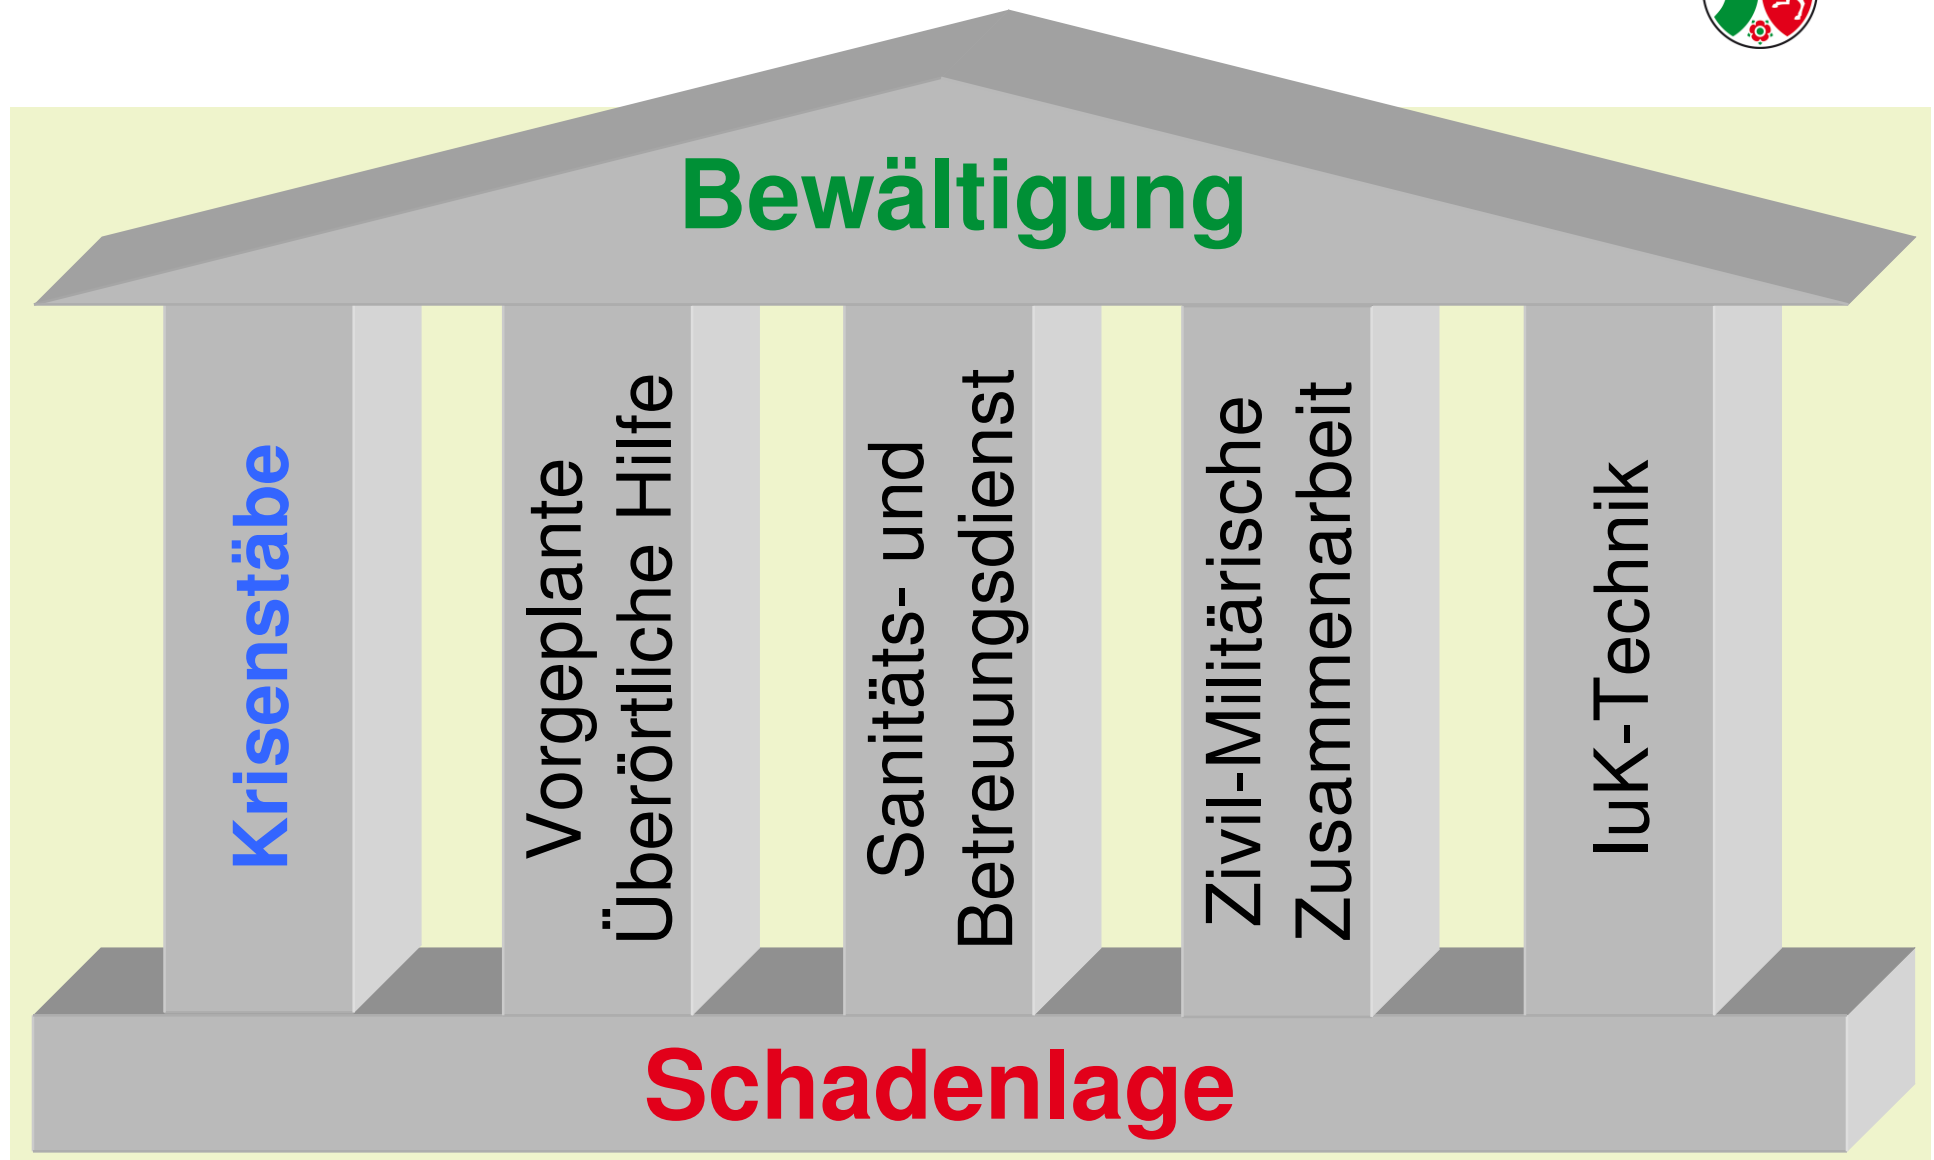 Bewältigung
Krisenstäbe
Vorgeplante
Überörtliche Hilfe
Sanitäts- und
Betreuungsdienst
Zivil-Militärische
Zusammenarbeit
IuK-Technik
Schadenlage